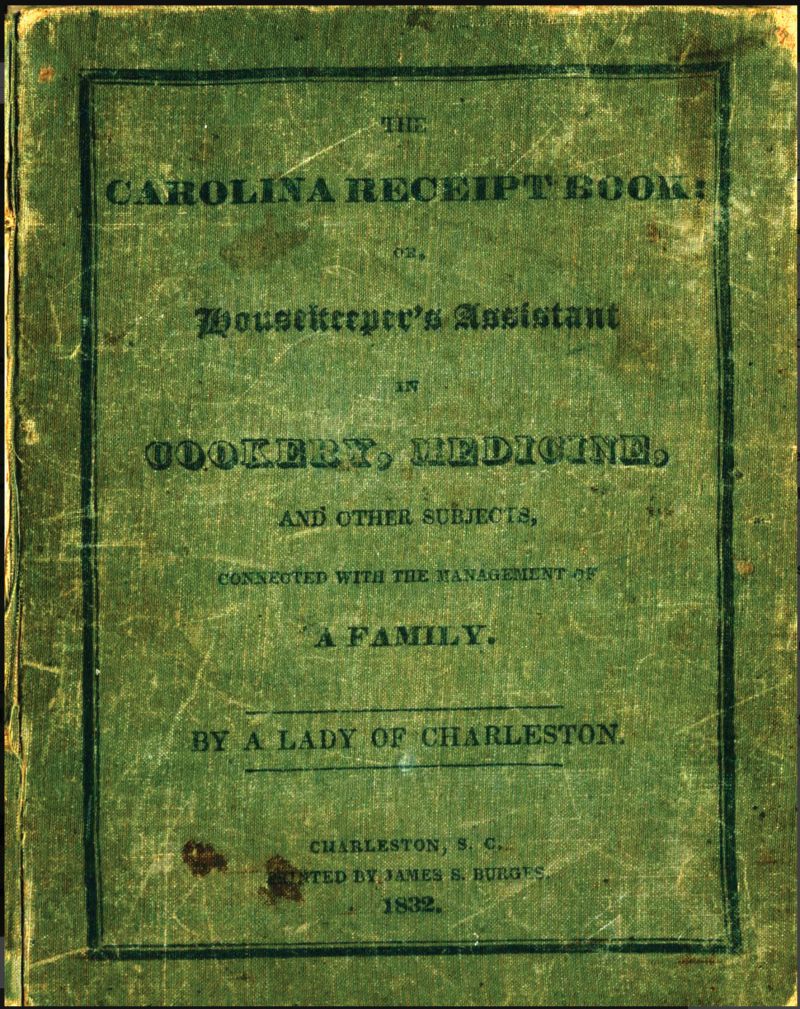 THE
CAROLINA RECEIPT BOOK:
OR,
Housekeeper's Assistant
IN
COOKERY, MEDICINE,
AND OTHER SUBJECTS,
CONNECTED WITH THE MANAGEMENT OF
A FAMILY.
BY A LADY OF CHARLESTON.
CHARLESTON, S. C.
PRINTED BY JAMES S. BURGES.
1832.